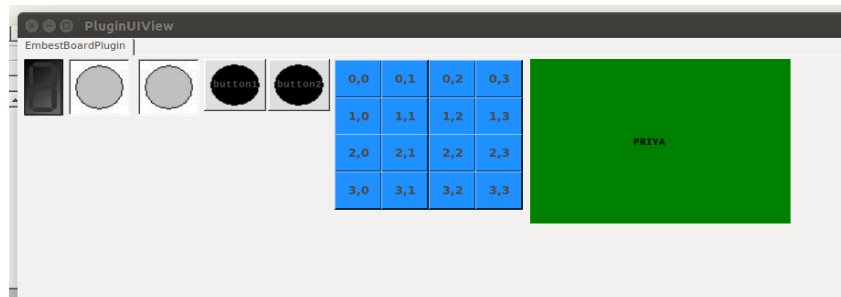 PluginUIView
EmbestBoardPlugin
button1 button2
0,0 0,1 0,2 0,3
1,0 1,1 1,2 1,3
2,0 2,1 2,2 2,3
3,0 3,1 3,2 3,3
PRIYA